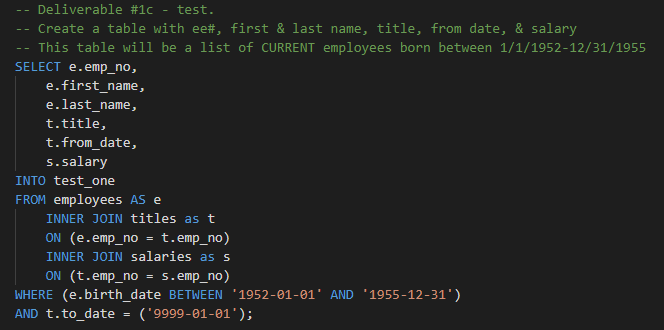 -- Deliverable #1c - test.
-- Create a table with ee#, first & last name, title, from date, & salary
-- This table will be a list of CURRENT employees born between 1/1/1952-12/31/1955
SELECT e.emp_no,
    e.first_name,
    e.last_name,
    t.title,
    t.from_date,
    s.salary
INTO test_one
FROM employees AS e
    INNER JOIN titles as t
    ON (e.emp_no = t.emp_no)
    INNER JOIN salaries as s
    ON (t.emp_no = s.emp_no)
WHERE (e.birth_date BETWEEN '1952-01-01' AND '1955-12-31')
AND t.to_date = ('9999-01-01');